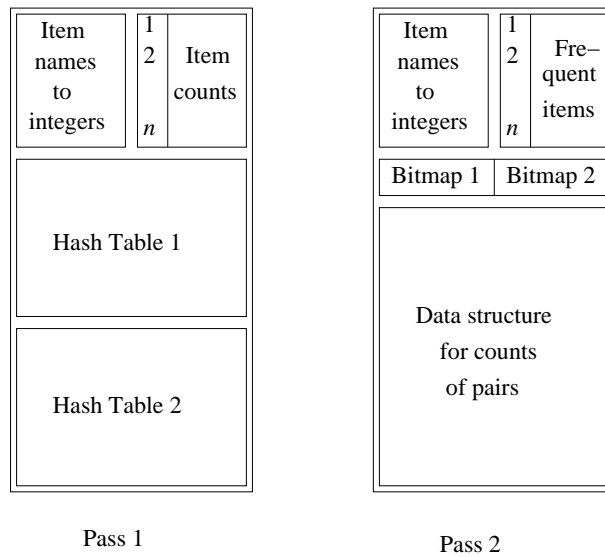 Item
names
to
integers
1
2
n
Item
counts
Hash Table 1
Hash Table 2
Pass 1
Item
names
to
integers
1
2
n
Fre–
quent
items
Bitmap 1
Bitmap 2
Data structure
for counts
of pairs
Pass 2